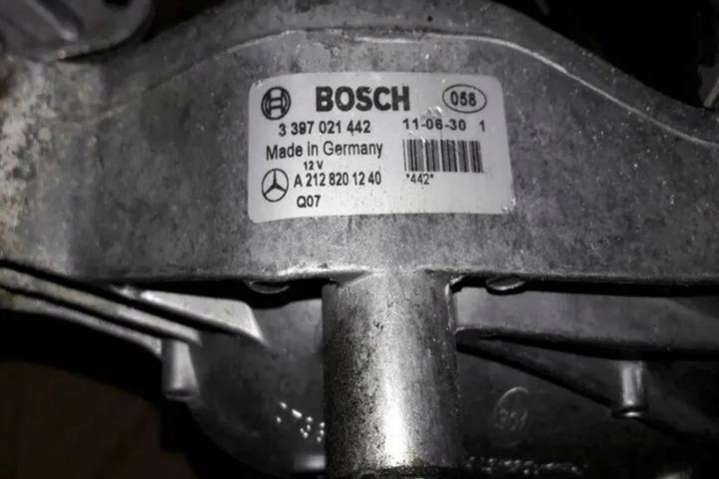 BOSCH 058
3 397 021 442 11-06-30 1
Made in Germany
12 V
A 212 820 12 40 *442*
Q07